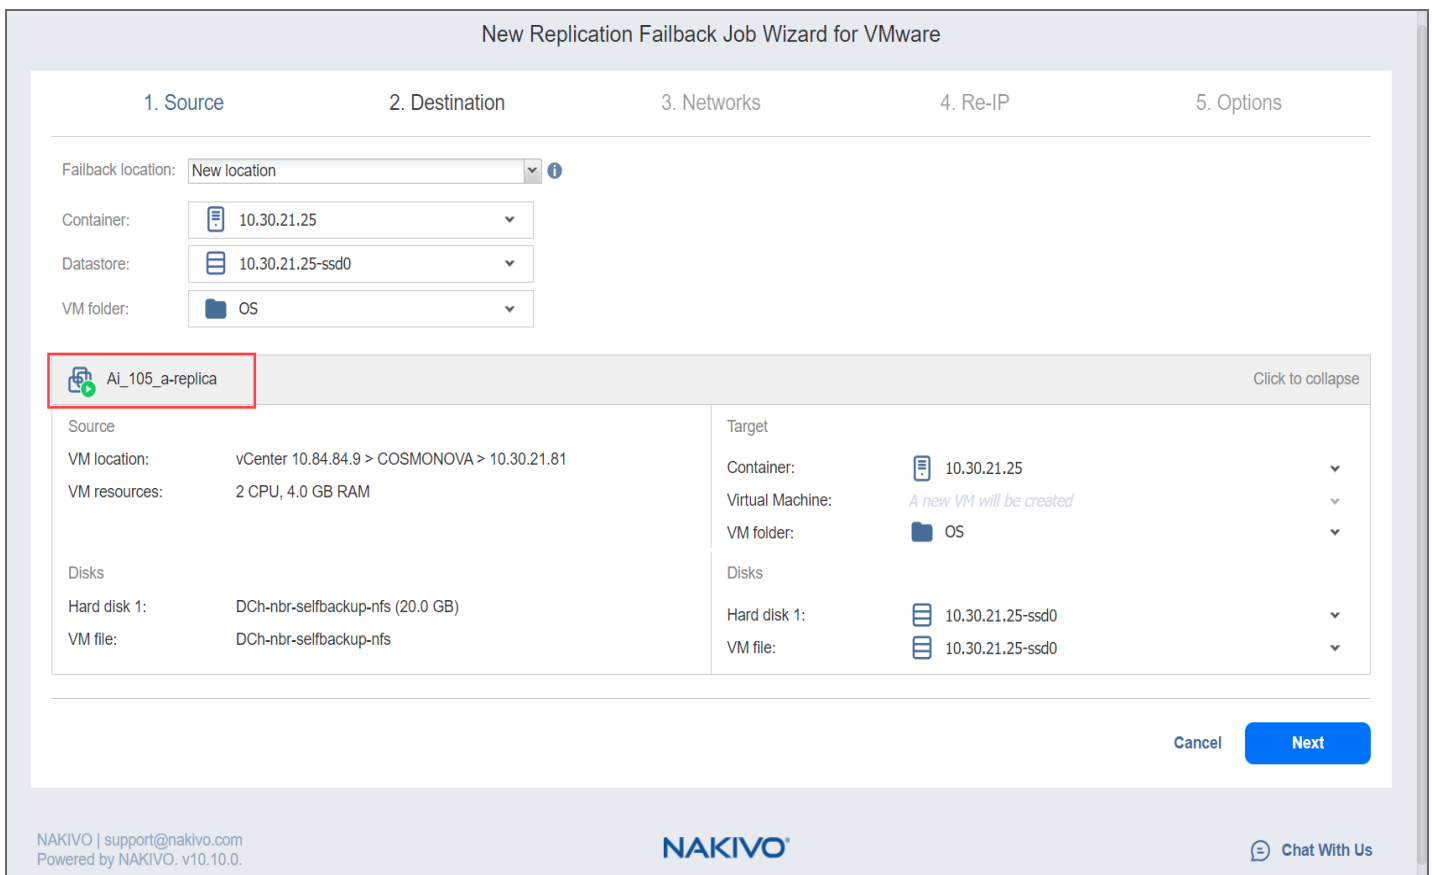 New Replication Failback Job Wizard for VMware
1. Source 2. Destination 3. Networks 4. Re-IP 5. Options
Failback location: New location
Container: 10.30.21.25
Datastore: 10.30.21.25-ssd0
VM folder: OS
Ai_105_a-replica Click to collapse
Source
VM location: vCenter 10.84.84.9 > COSMONOVA > 10.30.21.81
VM resources: 2 CPU, 4.0 GB RAM
Target
Container: 10.30.21.25
Virtual Machine: A new VM will be created
VM folder: OS
Disks
Hard disk 1: DCh-nbr-selfbackup-nfs (20.0 GB)
VM file: DCh-nbr-selfbackup-nfs
Disks
Hard disk 1: 10.30.21.25-ssd0
VM file: 10.30.21.25-ssd0
Cancel Next
NAKIVO | support@nakivo.com
Powered by NAKIVO. v10.10.0.
NAKIVO®
Chat With Us